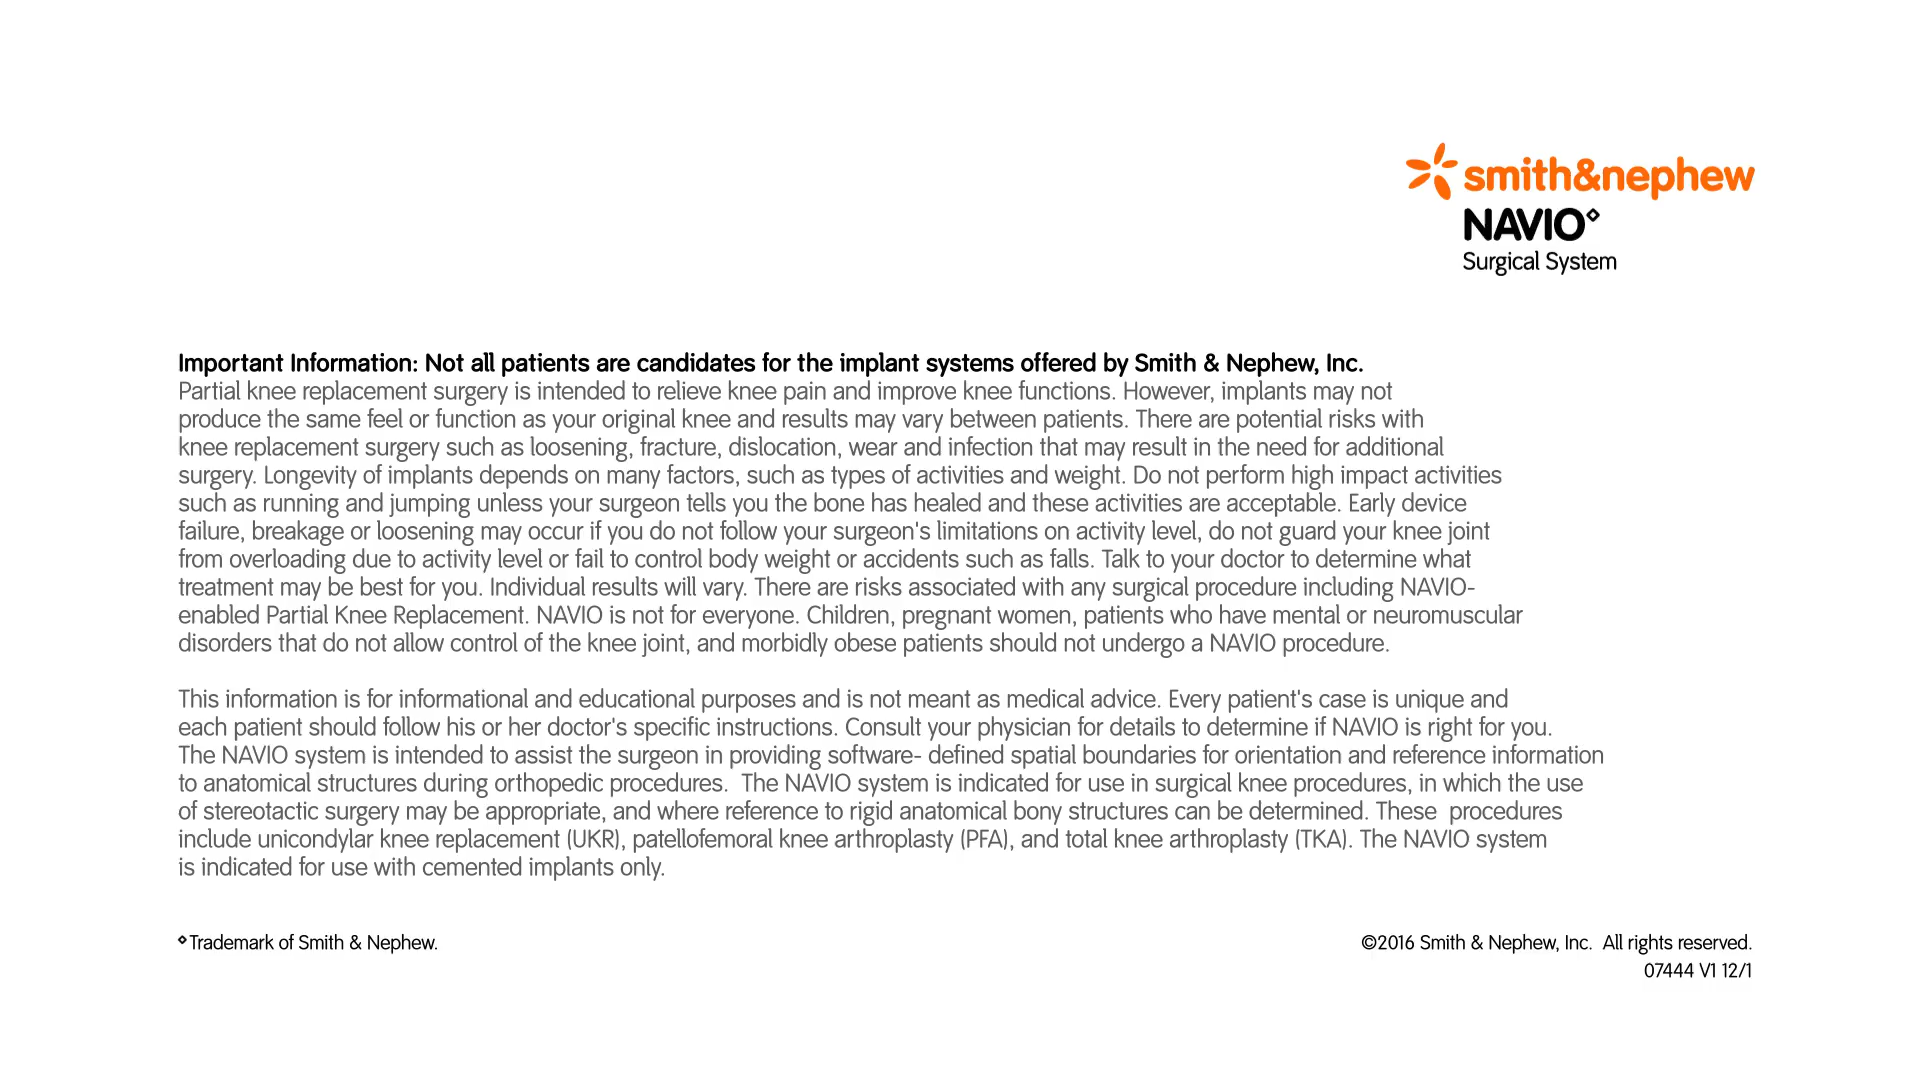 smith&nephew
NAVIO◊
Surgical System
Important Information: Not all patients are candidates for the implant systems offered by Smith & Nephew, Inc.
Partial knee replacement surgery is intended to relieve knee pain and improve knee functions. However, implants may not
produce the same feel or function as your original knee and results may vary between patients. There are potential risks with
knee replacement surgery such as loosening, fracture, dislocation, wear and infection that may result in the need for additional
surgery. Longevity of implants depends on many factors, such as types of activities and weight. Do not perform high impact activities
such as running and jumping unless your surgeon tells you the bone has healed and these activities are acceptable. Early device
failure, breakage or loosening may occur if you do not follow your surgeon's limitations on activity level, do not guard your knee joint
from overloading due to activity level or fail to control body weight or accidents such as falls. Talk to your doctor to determine what
treatment may be best for you. Individual results will vary. There are risks associated with any surgical procedure including NAVIO-
enabled Partial Knee Replacement. NAVIO is not for everyone. Children, pregnant women, patients who have mental or neuromuscular
disorders that do not allow control of the knee joint, and morbidly obese patients should not undergo a NAVIO procedure.
This information is for informational and educational purposes and is not meant as medical advice. Every patient's case is unique and
each patient should follow his or her doctor's specific instructions. Consult your physician for details to determine if NAVIO is right for you.
The NAVIO system is intended to assist the surgeon in providing software- defined spatial boundaries for orientation and reference information
to anatomical structures during orthopedic procedures.  The NAVIO system is indicated for use in surgical knee procedures, in which the use
of stereotactic surgery may be appropriate, and where reference to rigid anatomical bony structures can be determined. These  procedures
include unicondylar knee replacement (UKR), patellofemoral knee arthroplasty (PFA), and total knee arthroplasty (TKA). The NAVIO system
is indicated for use with cemented implants only.
◊Trademark of Smith & Nephew.
©2016 Smith & Nephew, Inc.  All rights reserved.
07444 V1 12/1